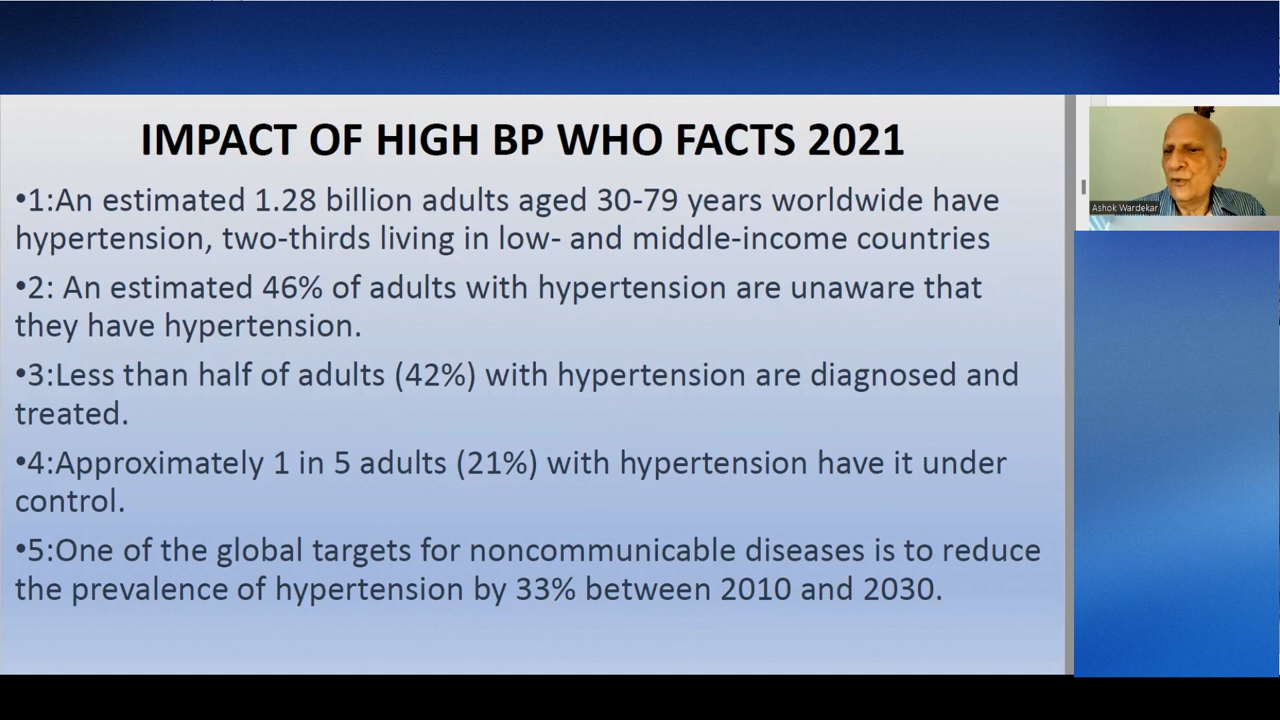 IMPACT OF HIGH BP WHO FACTS 2021
•1:An estimated 1.28 billion adults aged 30-79 years worldwide have
hypertension, two-thirds living in low- and middle-income countries
•2: An estimated 46% of adults with hypertension are unaware that
they have hypertension.
•3:Less than half of adults (42%) with hypertension are diagnosed and
treated.
•4:Approximately 1 in 5 adults (21%) with hypertension have it under
control.
•5:One of the global targets for noncommunicable diseases is to reduce
the prevalence of hypertension by 33% between 2010 and 2030.
Ashok Wardekar